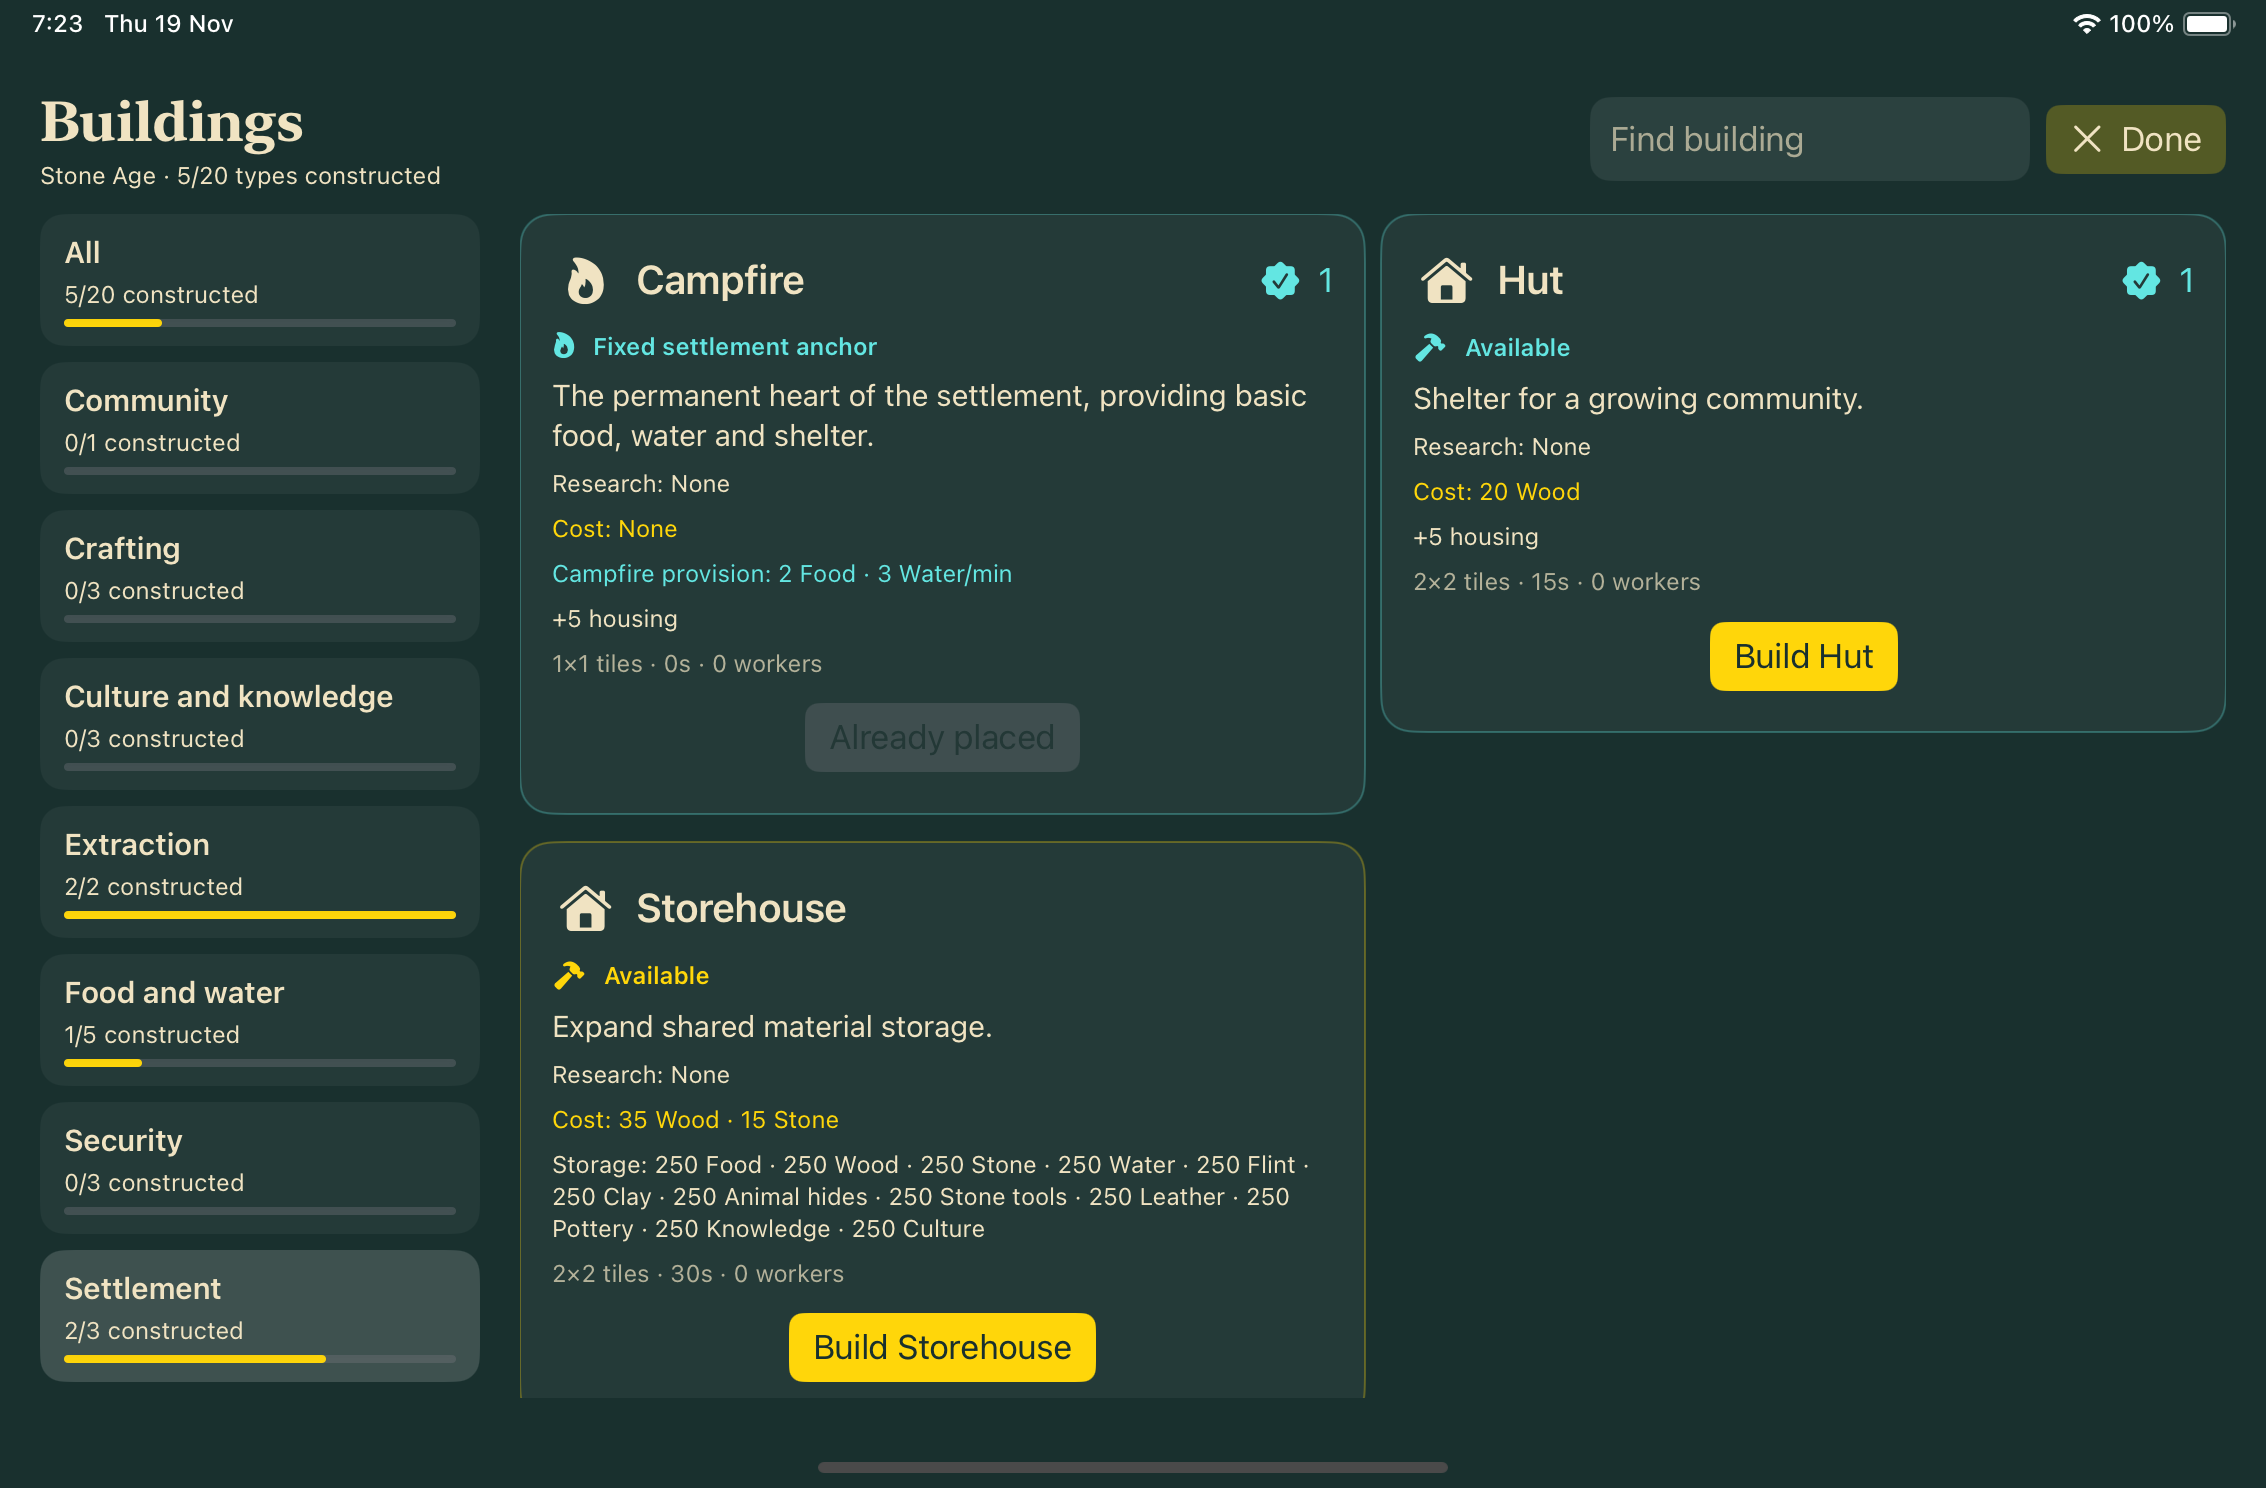 7:23 Thu 19 Nov
100%
Buildings
Stone Age · 5/20 types constructed
Find building
Done
All
5/20 constructed
Community
0/1 constructed
Crafting
0/3 constructed
Culture and knowledge
0/3 constructed
Extraction
2/2 constructed
Food and water
1/5 constructed
Security
0/3 constructed
Settlement
2/3 constructed
Campfire
1
Fixed settlement anchor
The permanent heart of the settlement, providing basic
food, water and shelter.
Research: None
Cost: None
Campfire provision: 2 Food · 3 Water/min
+5 housing
1×1 tiles · 0s · 0 workers
Already placed
Hut
1
Available
Shelter for a growing community.
Research: None
Cost: 20 Wood
+5 housing
2×2 tiles · 15s · 0 workers
Build Hut
Storehouse
Available
Expand shared material storage.
Research: None
Cost: 35 Wood · 15 Stone
Storage: 250 Food · 250 Wood · 250 Stone · 250 Water · 250 Flint ·
250 Clay · 250 Animal hides · 250 Stone tools · 250 Leather · 250
Pottery · 250 Knowledge · 250 Culture
2×2 tiles · 30s · 0 workers
Build Storehouse